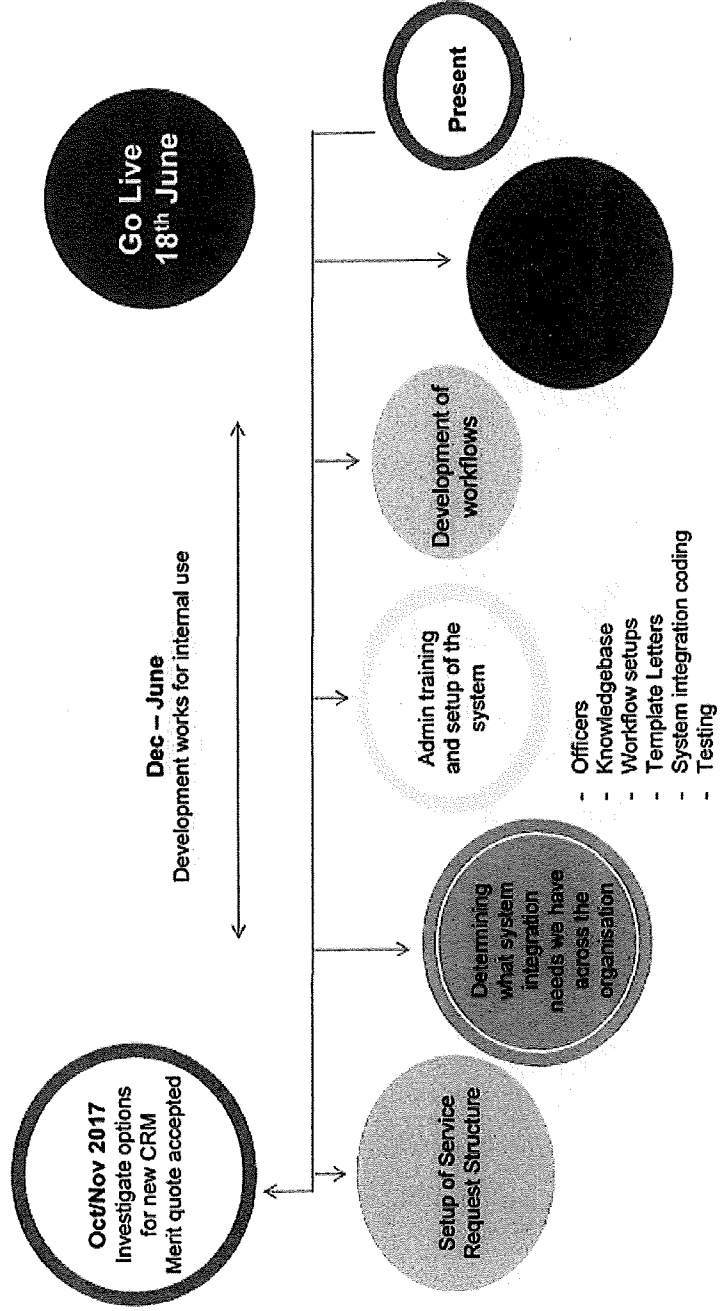 Oct/Nov 2017
Investigate options
for new CRM
Merit quote accepted
Dec – June
Development works for internal use
Go Live
18th June
Setup of Service
Request Structure
Determining
what system
integration
needs we have
across the
organisation
Admin training
and setup of the
system
- Officers
- Knowledgebase
- Workflow setups
- Template Letters
- System integration coding
- Testing
Development of
workflows
Present